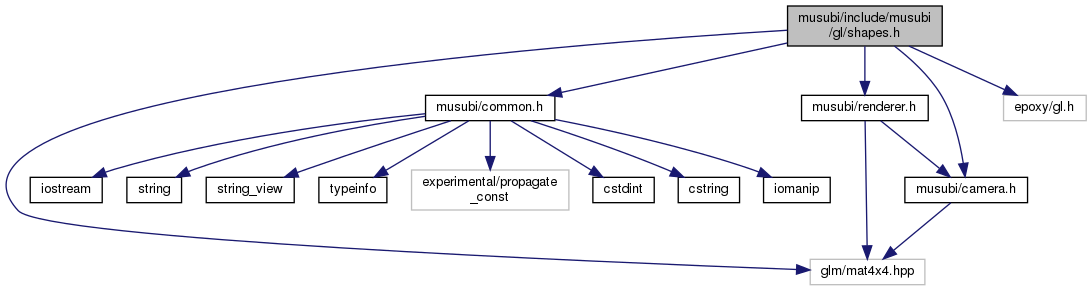 musubi/include/musubi
/gl/shapes.h
musubi/common.h
musubi/renderer.h
epoxy/gl.h
iostream
string
string_view
typeinfo
experimental/propagate
_const
cstdint
cstring
iomanip
musubi/camera.h
glm/mat4x4.hpp